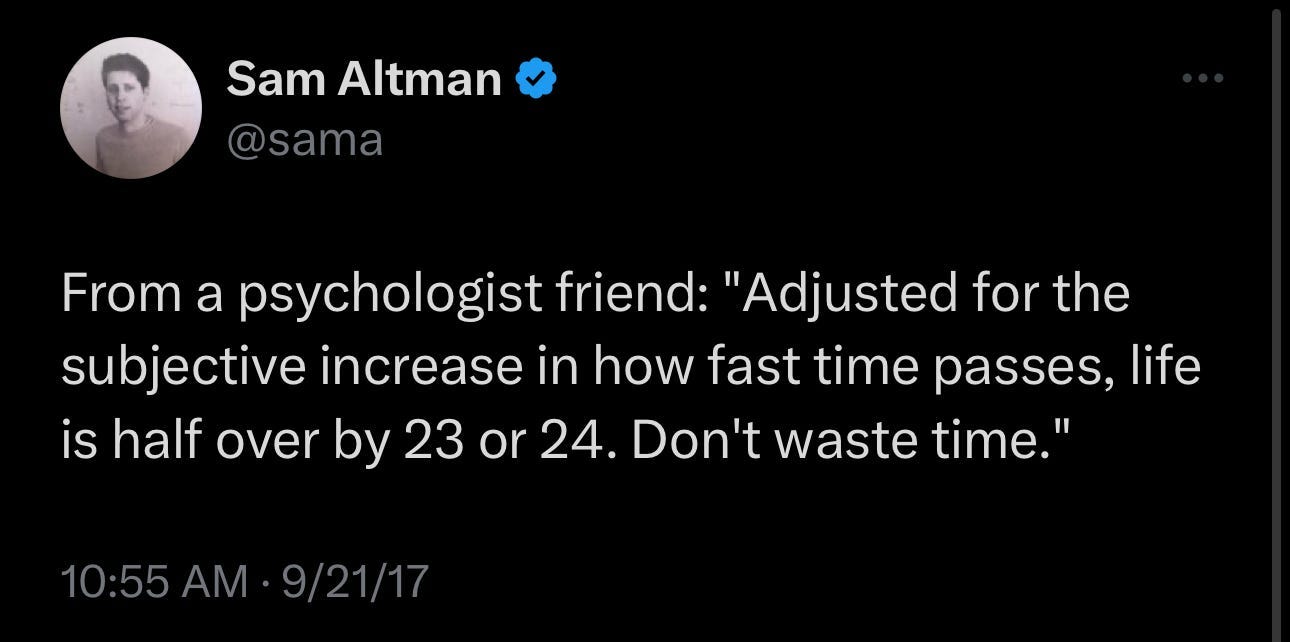 Sam Altman
@sama
From a psychologist friend: "Adjusted for the
subjective increase in how fast time passes, life
is half over by 23 or 24. Don't waste time."
10:55 AM · 9/21/17